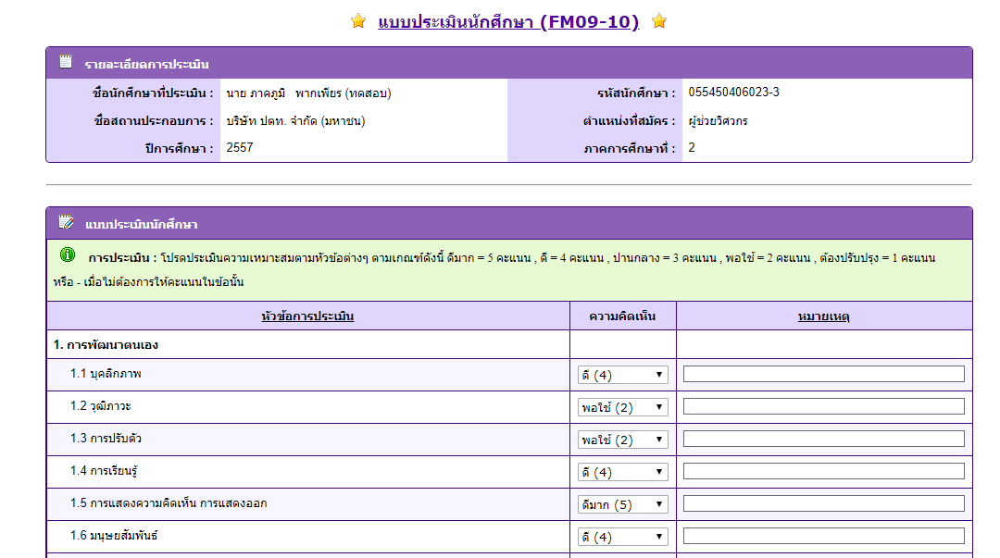 แบบประเมินนักศึกษา (FM09-10)
รายละเอียดการประเมิน
ชื่อนักศึกษาที่ประเมิน : นาย ภาคภูมิ พากเพียร (ทดสอบ) รหัสนักศึกษา : 055450406023-3
ชื่อสถานประกอบการ : บริษัท ปตท. จำกัด (มหาชน) ตำแหน่งที่สมัคร : ผู้ช่วยวิศวกร
ปีการศึกษา : 2557 ภาคการศึกษาที่ : 2
แบบประเมินนักศึกษา
การประเมิน : โปรดประเมินความเหมาะสมตามหัวข้อต่างๆ ตามเกณฑ์ดังนี้ ดีมาก = 5 คะแนน , ดี = 4 คะแนน , ปานกลาง = 3 คะแนน , พอใช้ = 2 คะแนน , ต้องปรับปรุง = 1 คะแนน
หรือ - เมื่อไม่ต้องการให้คะแนนในข้อนั้น
หัวข้อการประเมิน ความคิดเห็น หมายเหตุ
1. การพัฒนาตนเอง
1.1 บุคลิกภาพ ดี (4)
1.2 วุฒิภาวะ พอใช้ (2)
1.3 การปรับตัว พอใช้ (2)
1.4 การเรียนรู้ ดี (4)
1.5 การแสดงความคิดเห็น การแสดงออก ดีมาก (5)
1.6 มนุษยสัมพันธ์ ดี (4)